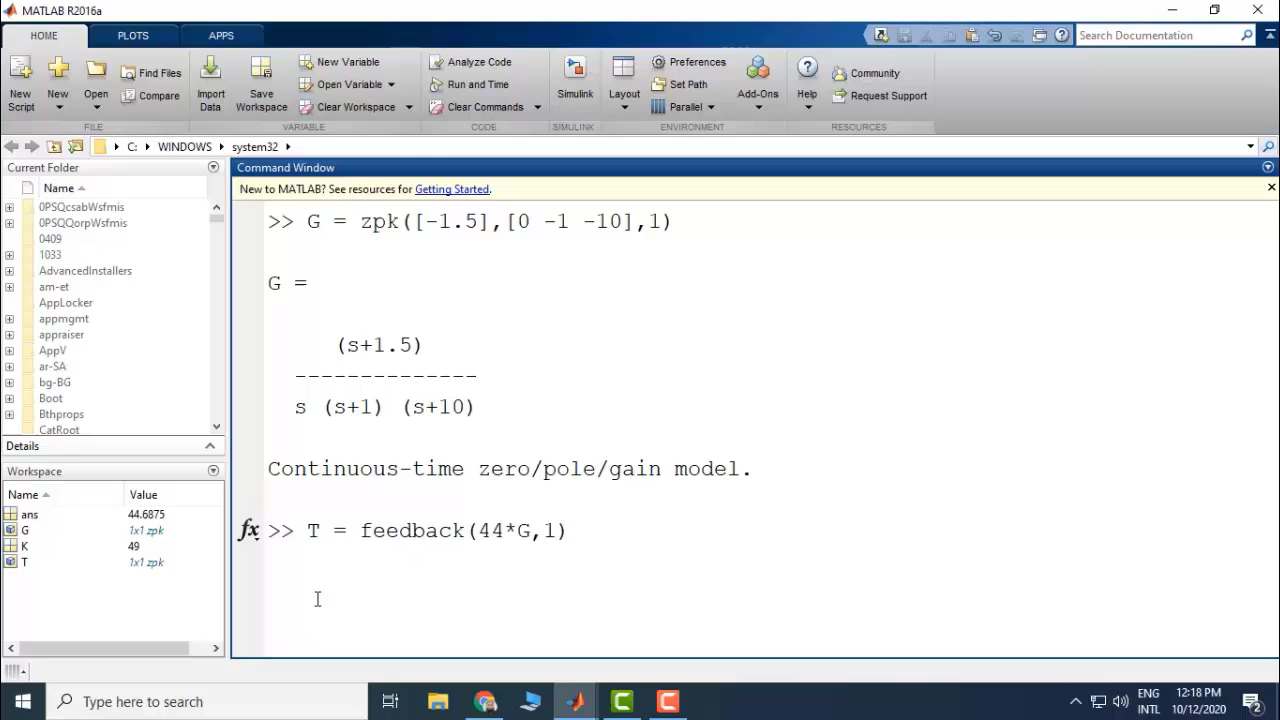 MATLAB R2016a
HOME PLOTS APPS Search Documentation
New Script New Open Find Files Compare Import Data Save Workspace New Variable Open Variable Clear Workspace Analyze Code Run and Time Clear Commands Simulink Layout Preferences Set Path Parallel Add-Ons Help Community Request Support
FILE VARIABLE CODE SIMULINK ENVIRONMENT RESOURCES
C: WINDOWS system32
Current Folder
Name
0PSQcsabWsfmis
0PSQQorpWsfmis
0409
1033
AdvancedInstallers
am-et
AppLocker
appmgmt
appraiser
AppV
ar-SA
bg-BG
Boot
Bthprops
CatRoot
Details
Workspace
Name Value
ans 44.6875
G 1x1 zpk
K 49
T 1x1 zpk
Command Window
New to MATLAB? See resources for Getting Started.
>> G = zpk([-1.5],[0 -1 -10],1)
G =
(s+1.5)
--------------
s (s+1) (s+10)
Continuous-time zero/pole/gain model.
fx >> T = feedback(44*G,1)
Type here to search
ENG
INTL
12:18 PM
10/12/2020
2